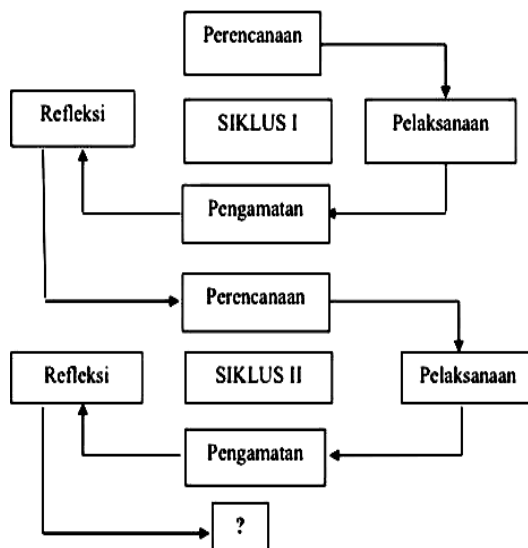 Perencanaan
Refleksi
SIKLUS I
Pelaksanaan
Pengamatan
Perencanaan
Refleksi
SIKLUS II
Pelaksanaan
Pengamatan
?